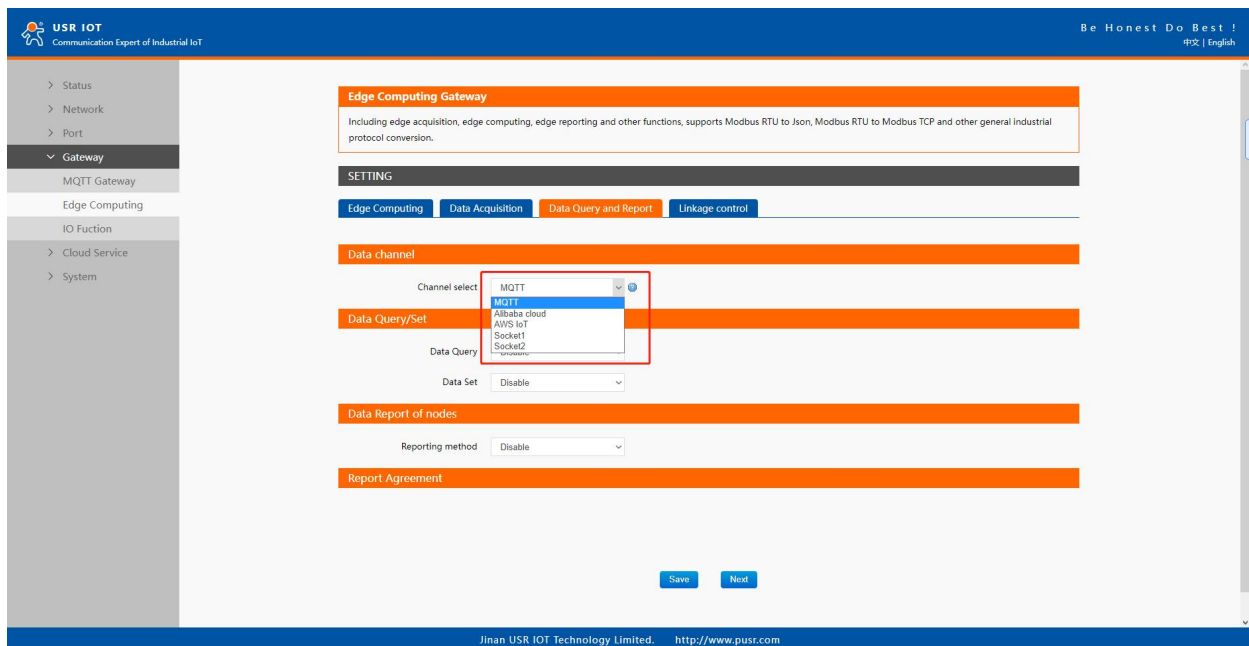 USR IOT
Communication Expert of Industrial IoT
Be Honest Do Best !
中文 | English
Status
Network
Port
Gateway
MQTT Gateway
Edge Computing
IO Fuction
Cloud Service
System
Edge Computing Gateway
Including edge acquisition, edge computing, edge reporting and other functions, supports Modbus RTU to Json, Modbus RTU to Modbus TCP and other general industrial
protocol conversion.
SETTING
Edge Computing Data Acquisition Data Query and Report Linkage control
Data channel
Channel select MQTT
MQTT
Alibaba cloud
AWS IoT
Socket1
Socket2
Data Query/Set
Data Query Disable
Data Set Disable
Data Report of nodes
Reporting method Disable
Report Agreement
Save Next
Jinan USR IOT Technology Limited. http://www.pusr.com